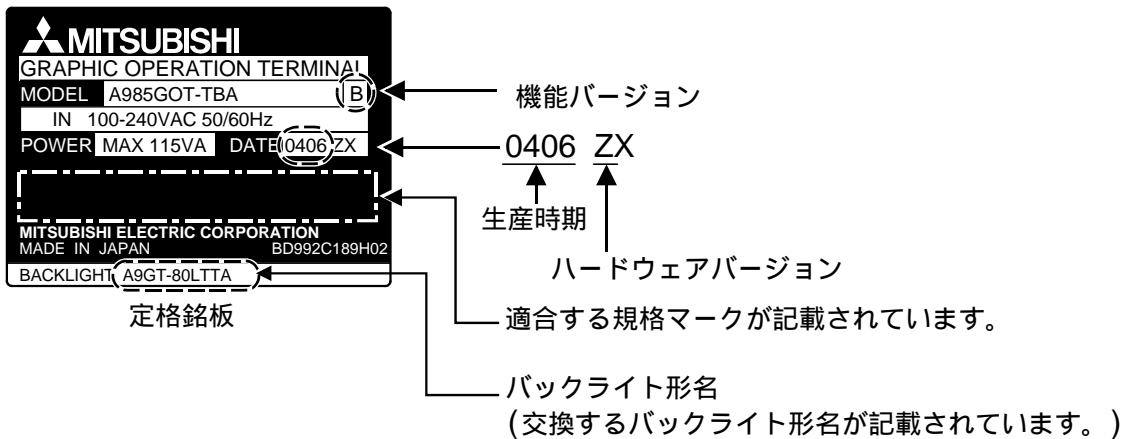 MITSUBISHI
GRAPHIC OPERATION TERMINAL
MODEL A985GOT-TBA B
IN 100-240VAC 50/60Hz
POWER MAX 115VA DATE 0406 ZX
MITSUBISHI ELECTRIC CORPORATION
MADE IN JAPAN BD992C189H02
BACKLIGHT A9GT-80LTTA
定格銘板
機能バージョン
0406 ZX
生産時期
ハードウェアバージョン
適合する規格マークが記載されています。
バックライト形名
(交換するバックライト形名が記載されています。)